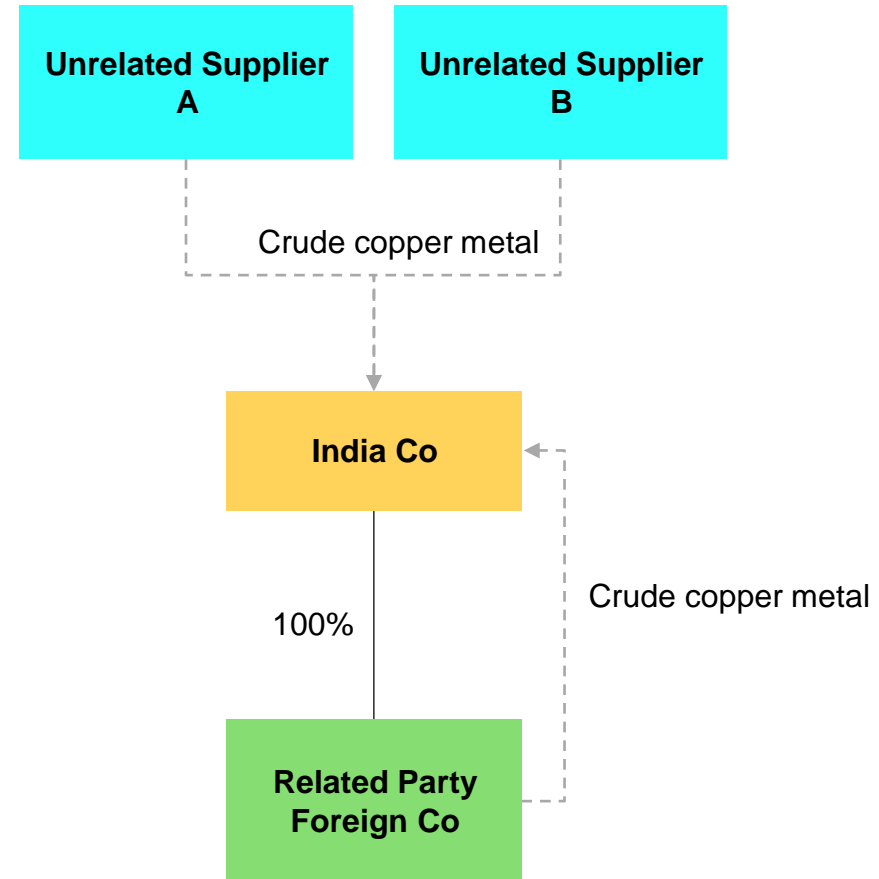 Unrelated Supplier
A
Unrelated Supplier
B
Crude copper metal
India Co
Crude copper metal
100%
Related Party
Foreign Co